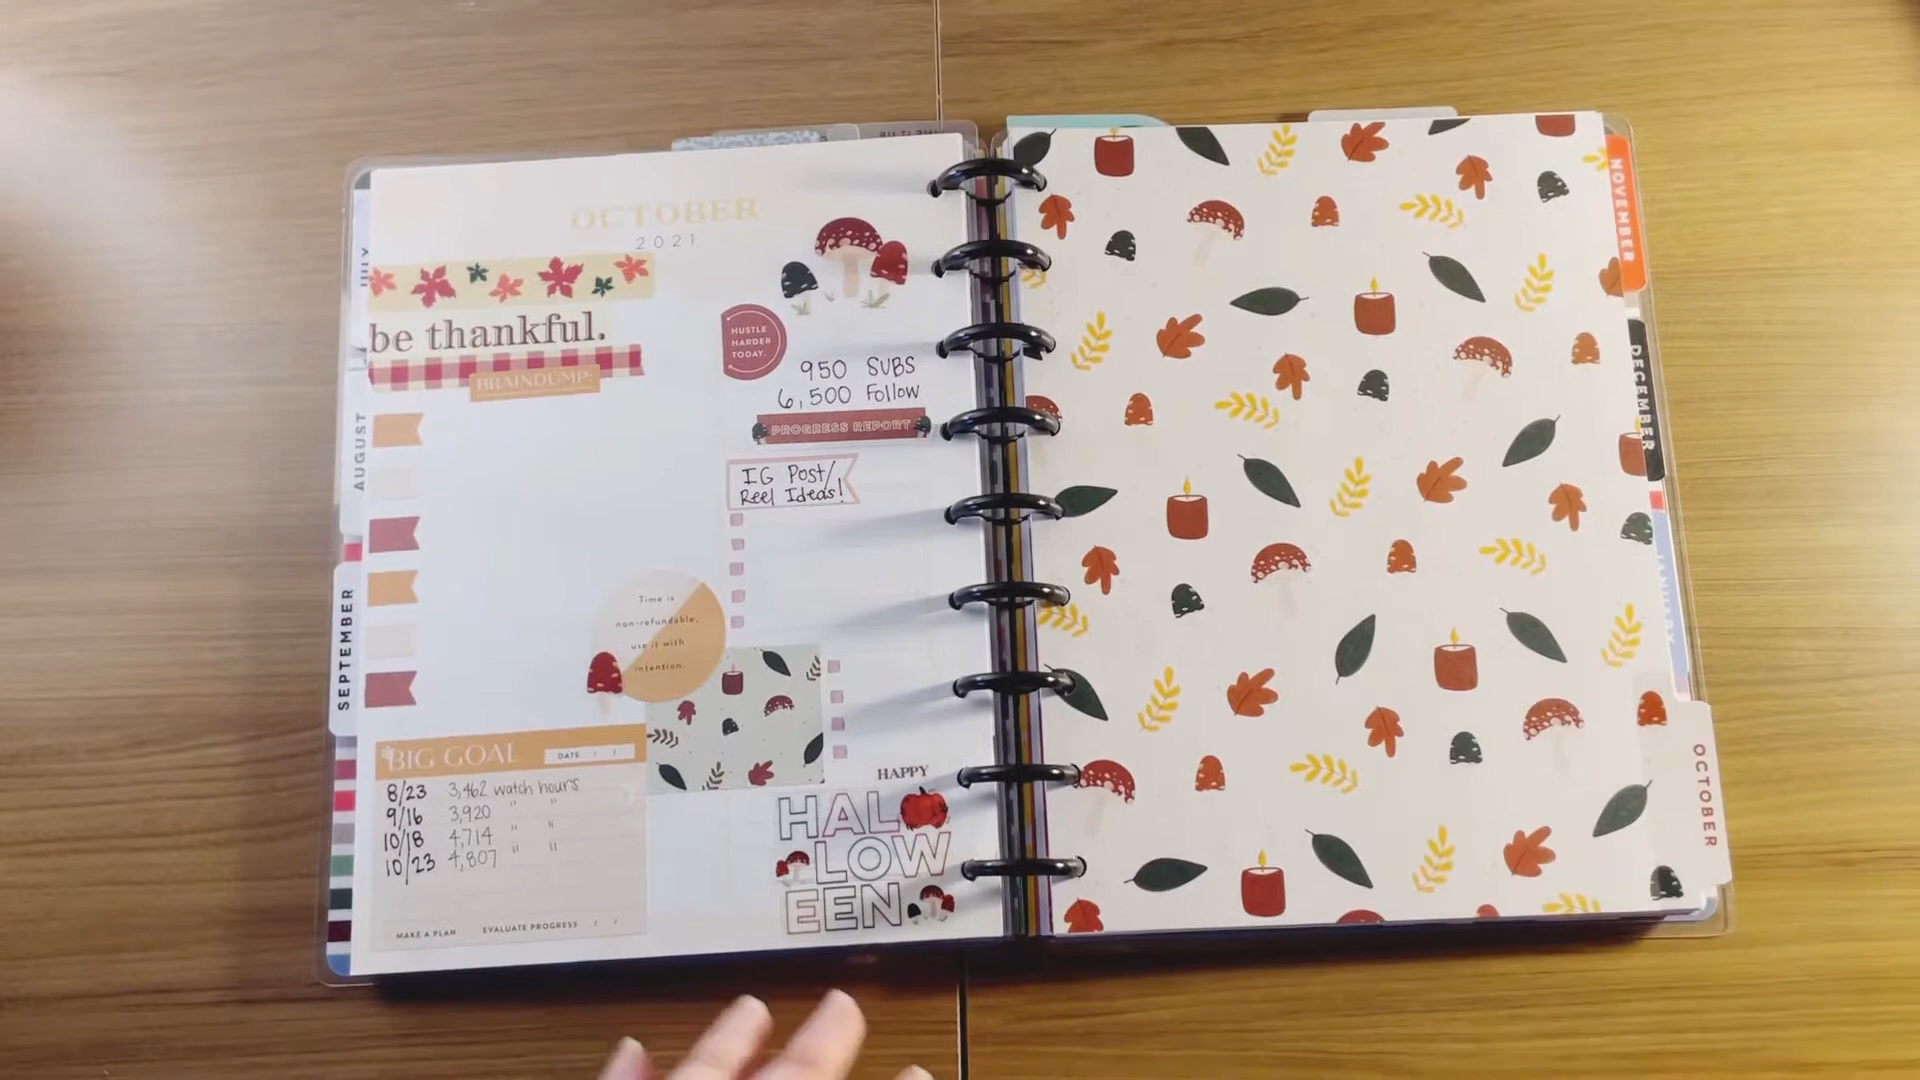 OCTOBER
2021
be thankful.
BRAINDUMP:
HUSTLE
HARDER
TODAY.
950 SUBS
6,500 Follow
PROGRESS REPORT
IG Post/
Reel Ideas!
Time is
non-refundable,
use it with
intention.
BIG GOAL
DATE / /
8/23 3,462 watch hours
9/16 3,920 " "
10/18 4,714 " "
10/23 4,807 " "
MAKE A PLAN EVALUATE PROGRESS / /
HAPPY
HAL
LOW
EEN
JULY
AUGUST
SEPTEMBER
NOVEMBER
DECEMBER
JANUARY
OCTOBER